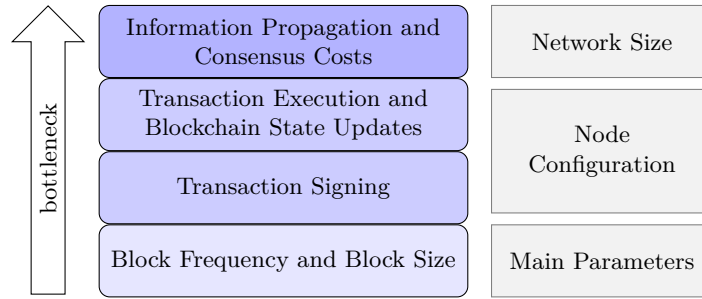 bottleneck
Information Propagation and
Consensus Costs
Network Size
Transaction Execution and
Blockchain State Updates
Node
Configuration
Transaction Signing
Block Frequency and Block Size
Main Parameters